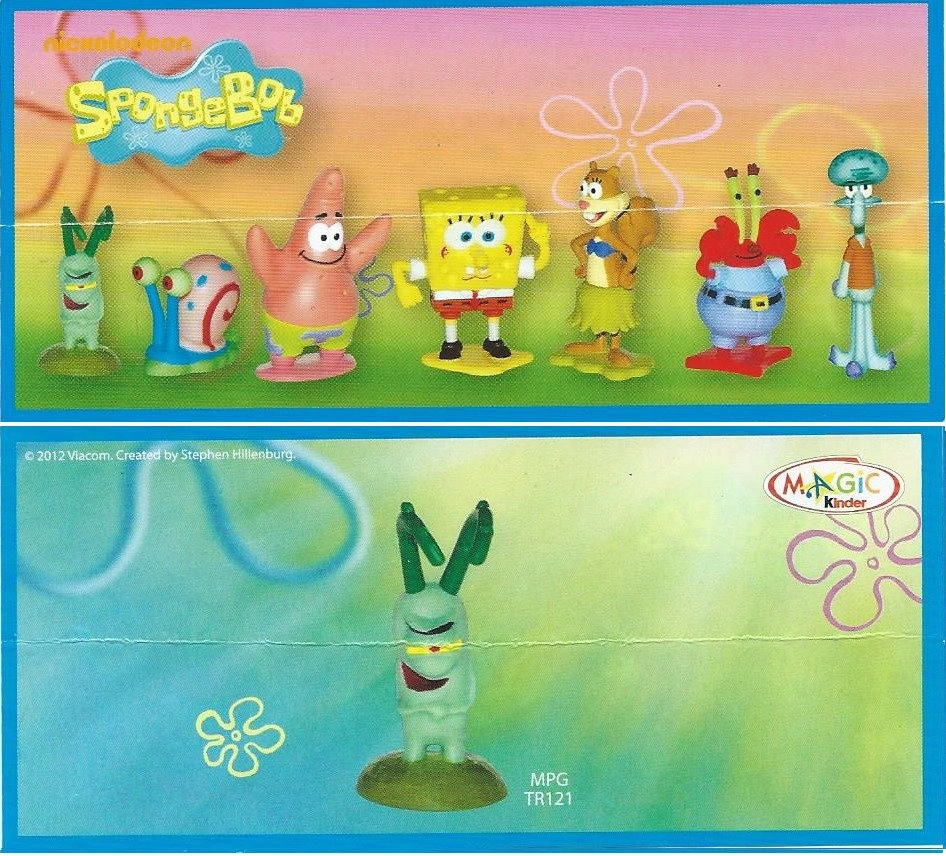 nickelodeon
SpongeBob
© 2012 Viacom. Created by Stephen Hillenburg.
MAGiC
Kinder
MPG
TR121